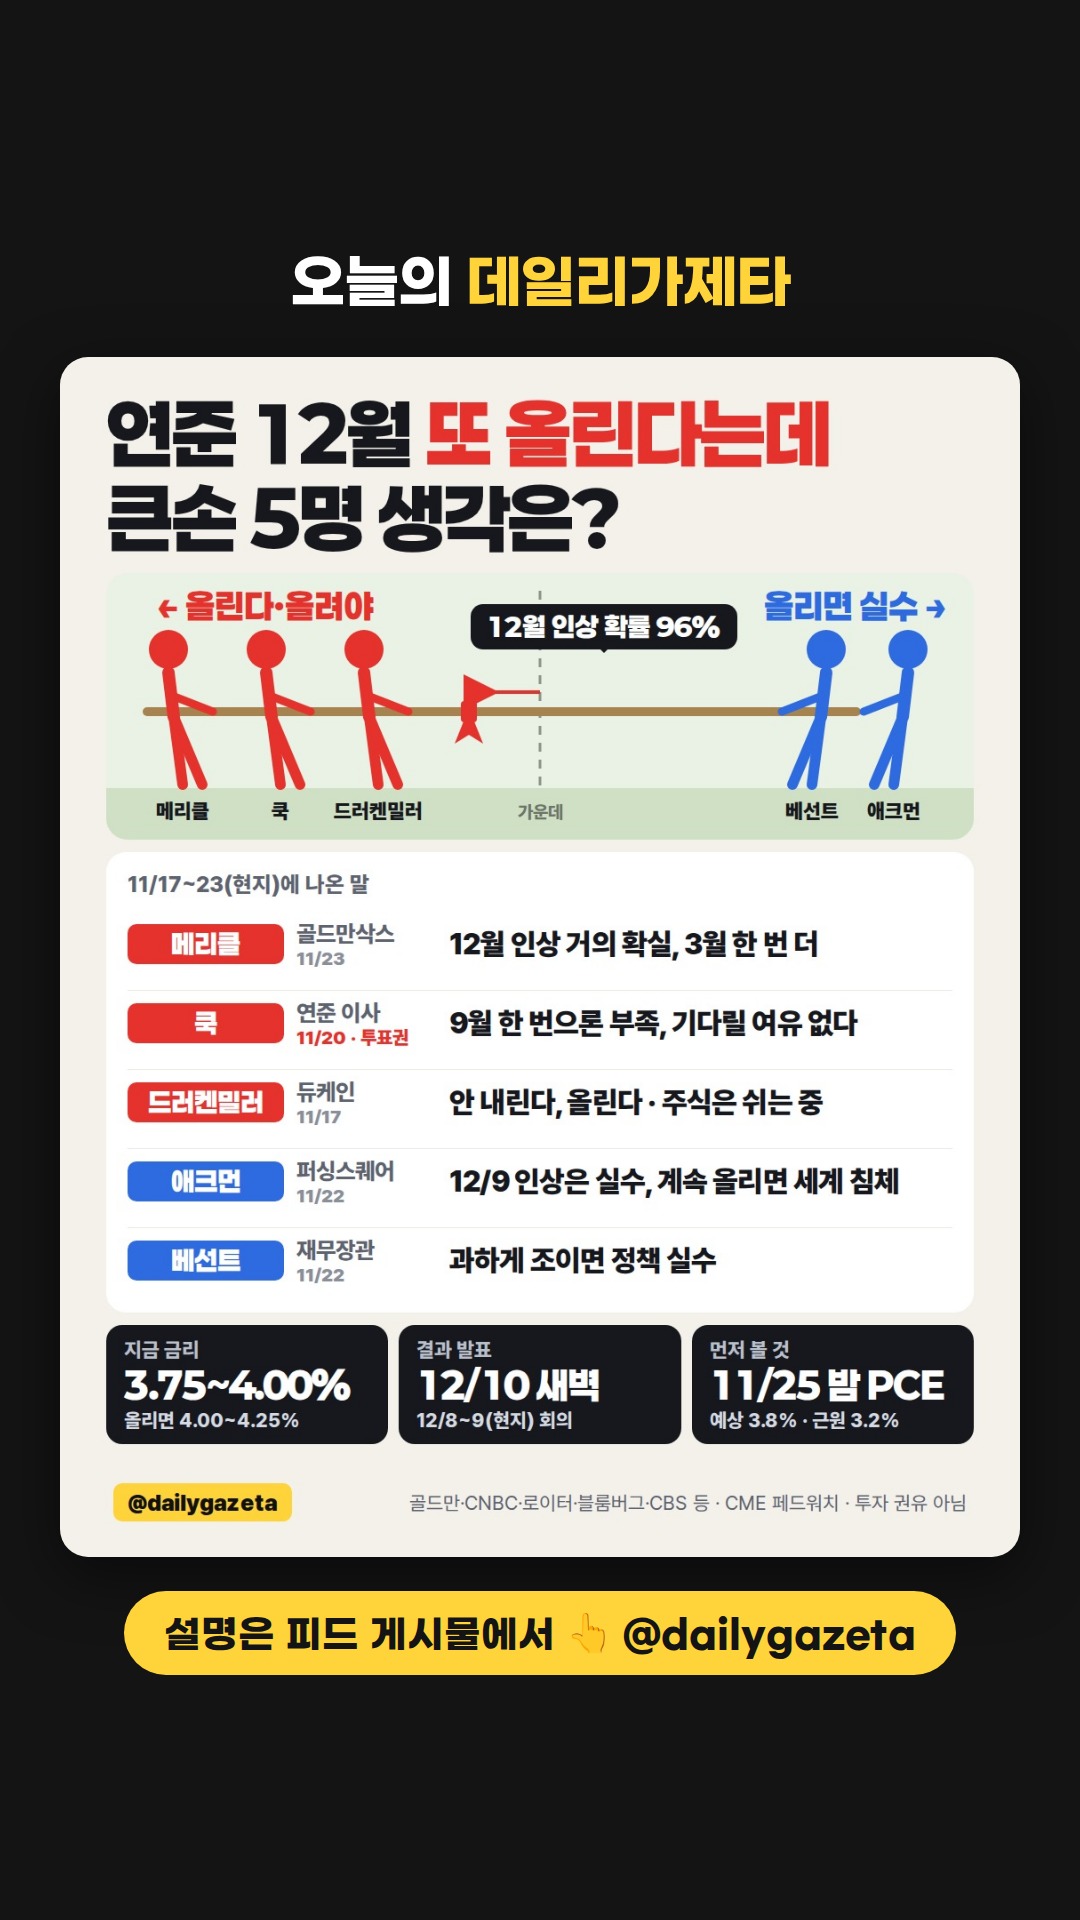 오늘의 데일리가제타
연준 12월 또 올린다는데
큰손 5명 생각은?
← 올린다·올려야
12월 인상 확률 96%
올리면 실수 →
메리클
쿡
드러켄밀러
가운데
베선트
애크먼
11/17~23(현지)에 나온 말
메리클
골드만삭스
11/23
12월 인상 거의 확실, 3월 한 번 더
쿡
연준 이사
11/20 · 투표권
9월 한 번으론 부족, 기다릴 여유 없다
드러켄밀러
듀케인
11/17
안 내린다, 올린다 · 주식은 쉬는 중
애크먼
퍼싱스퀘어
11/22
12/9 인상은 실수, 계속 올리면 세계 침체
베선트
재무장관
11/22
과하게 조이면 정책 실수
지금 금리
3.75~4.00%
올리면 4.00~4.25%
결과 발표
12/10 새벽
12/8~9(현지) 회의
먼저 볼 것
11/25 밤 PCE
예상 3.8% · 근원 3.2%
@dailygazeta
골드만·CNBC·로이터·블룸버그·CBS 등 · CME 페드워치 · 투자 권유 아님
설명은 피드 게시물에서 👆 @dailygazeta